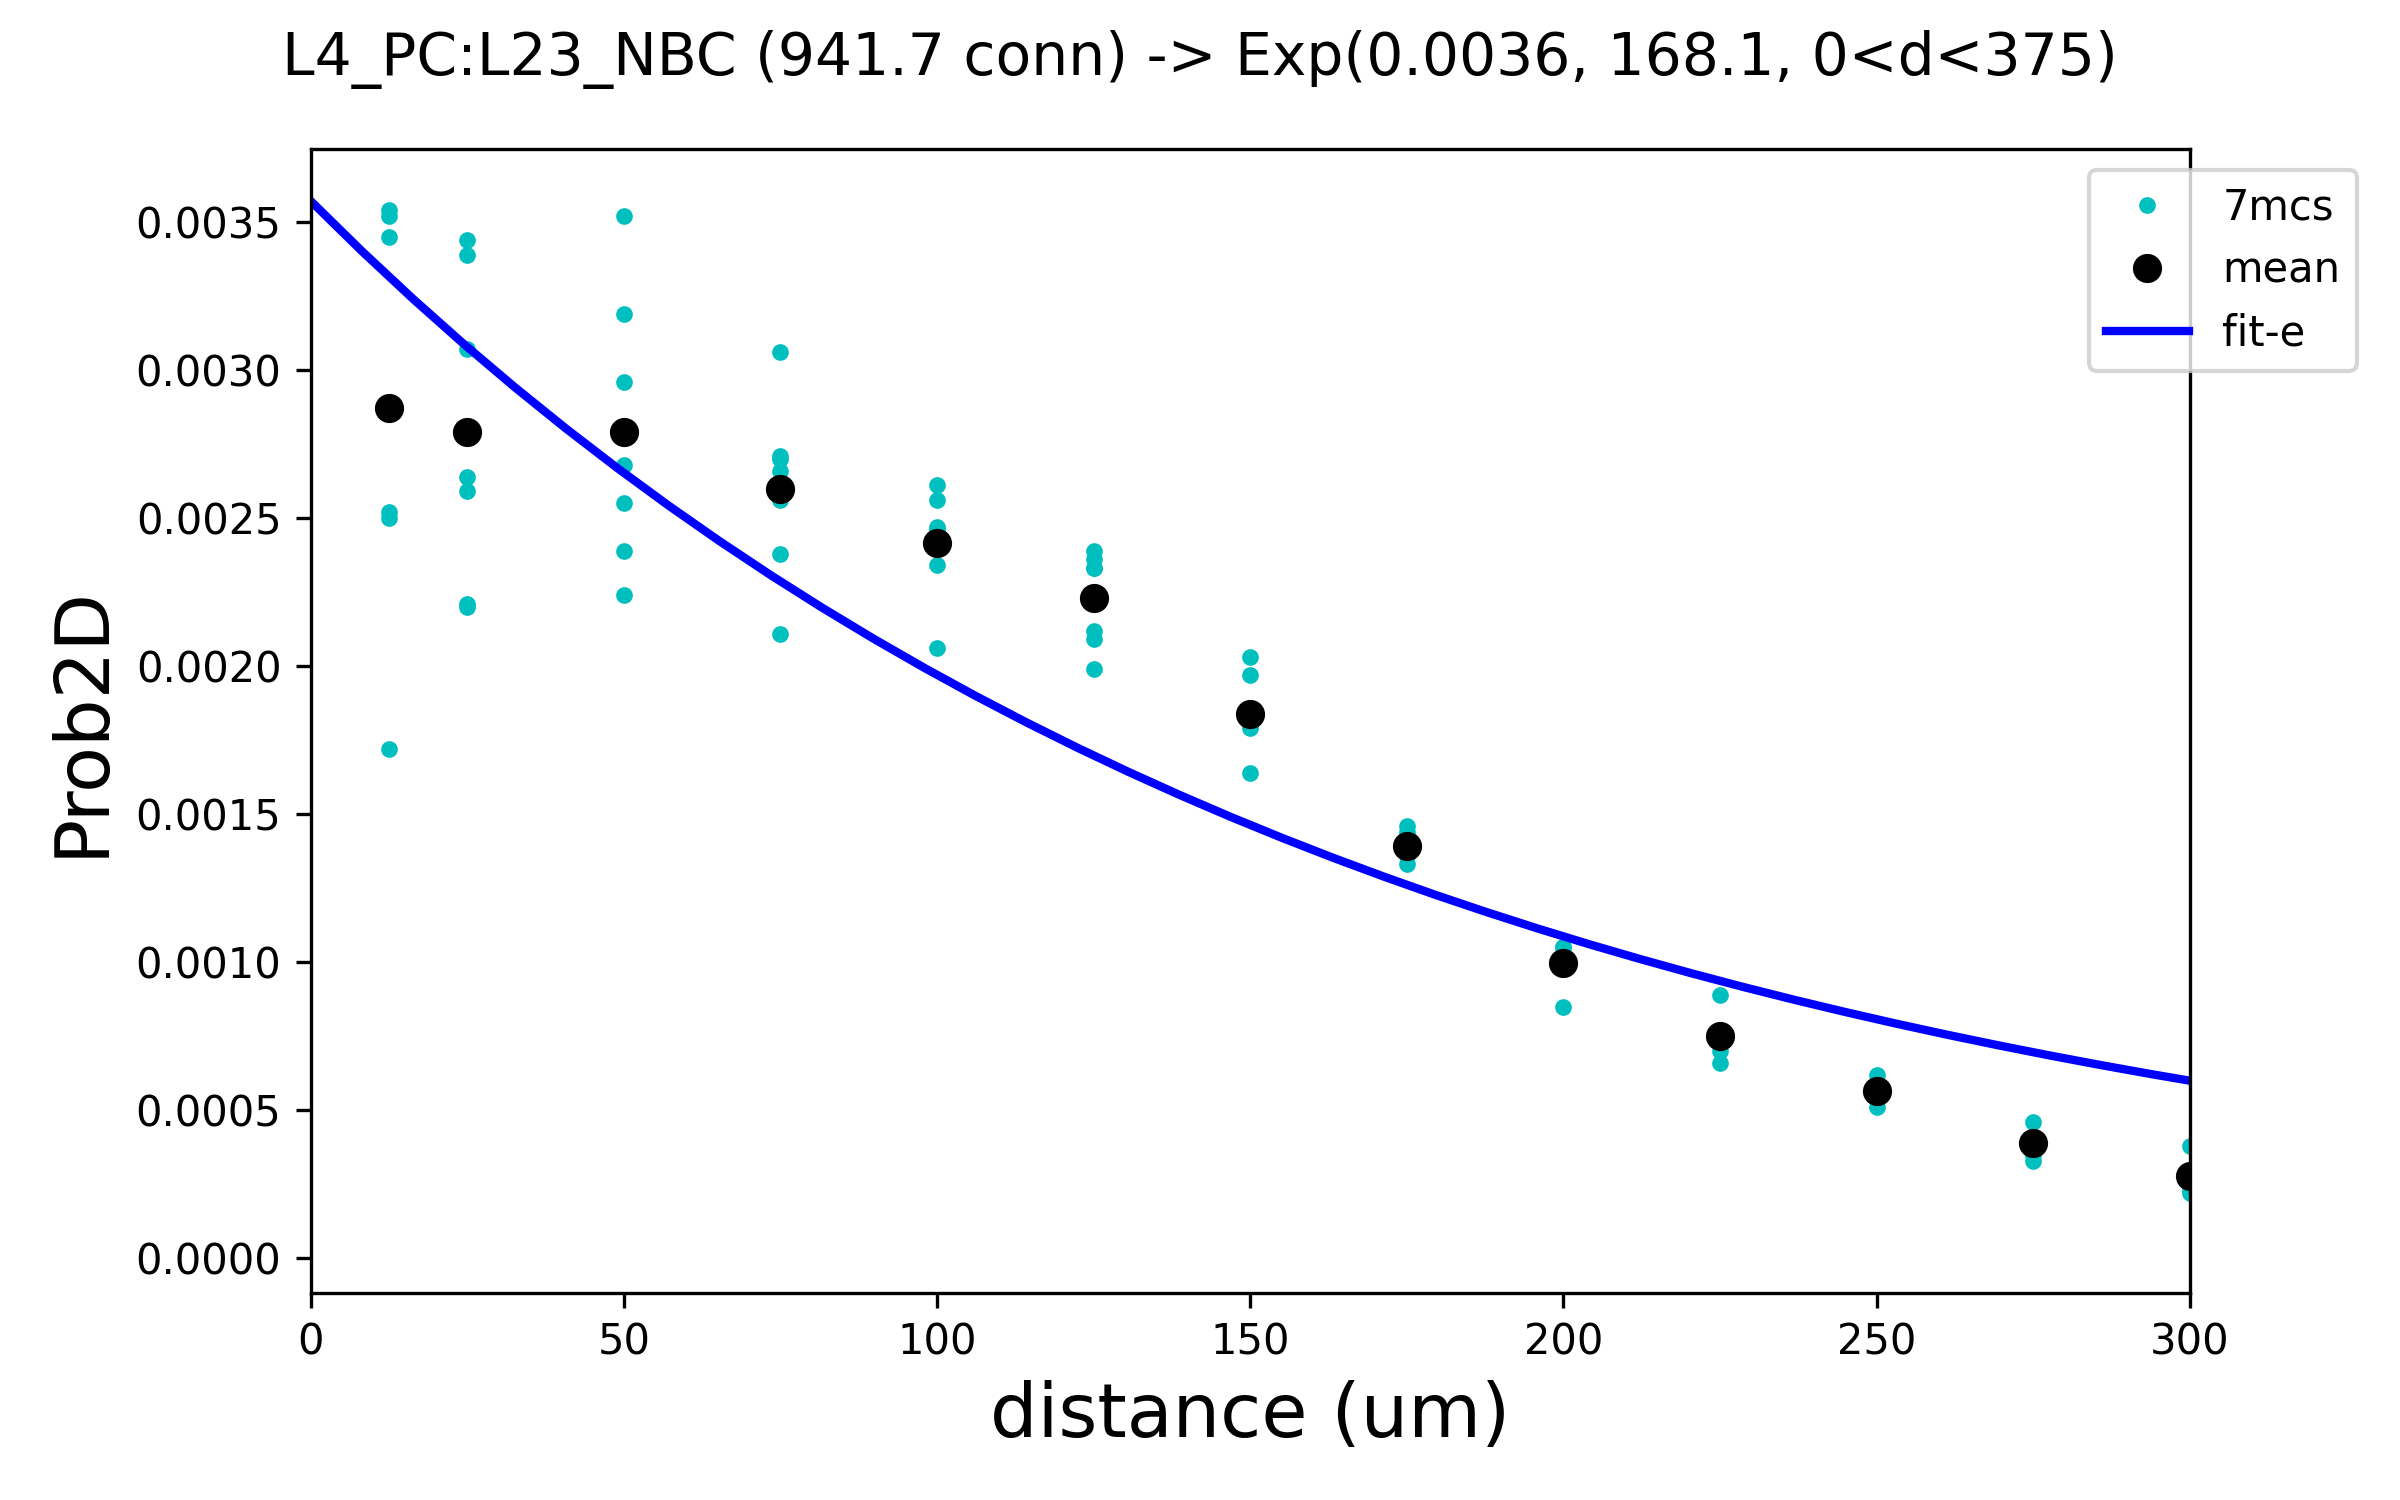 L4_PC:L23_NBC (941.7 conn) -> Exp(0.0036, 168.1, 0<d<375)
7mcs
mean
fit-e
Prob2D
0.0035
0.0030
0.0025
0.0020
0.0015
0.0010
0.0005
0.0000
0 50 100 150 200 250 300
distance (um)